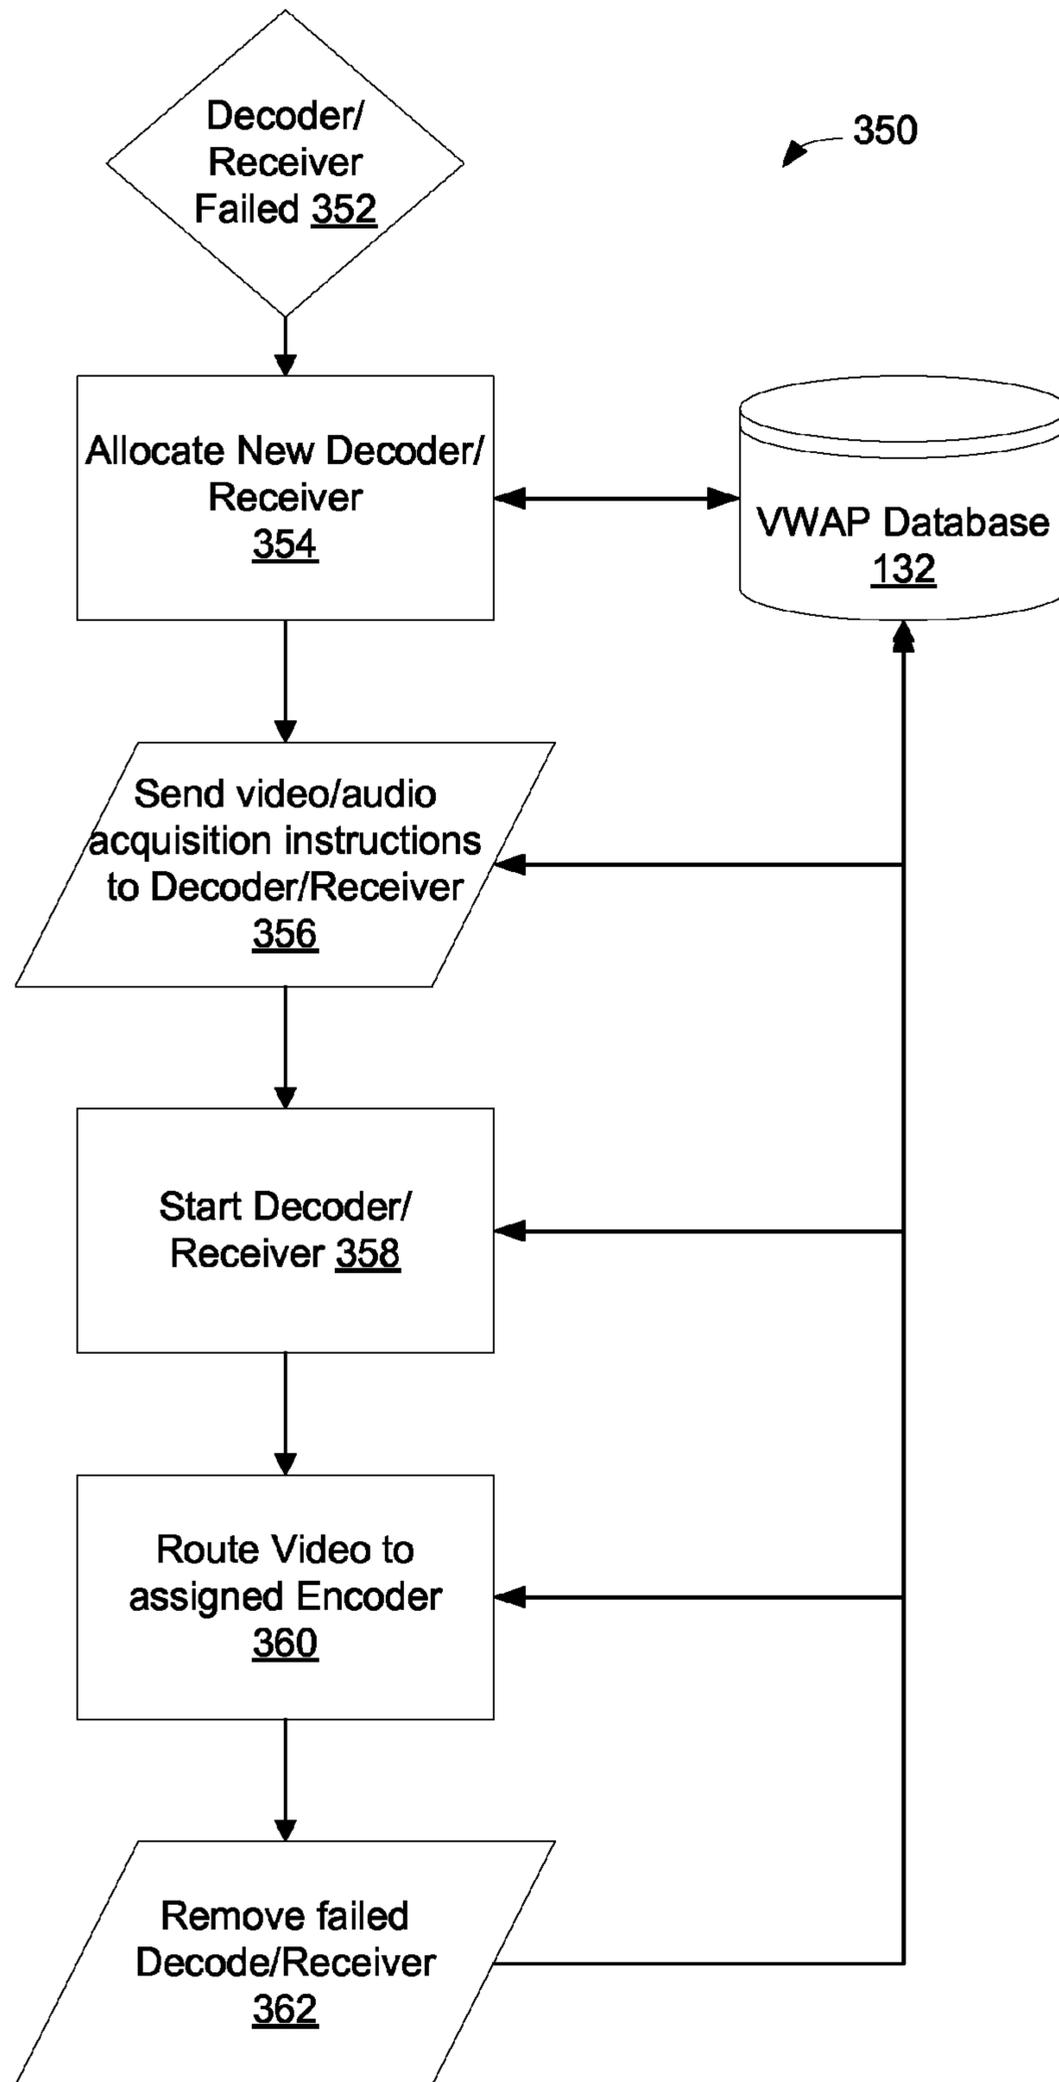 Decoder/
Receiver
Failed 352
350
Allocate New Decoder/
Receiver
354
VWAP Database
132
Send video/audio
acquisition instructions
to Decoder/Receiver
356
Start Decoder/
Receiver 358
Route Video to
assigned Encoder
360
Remove failed
Decode/Receiver
362